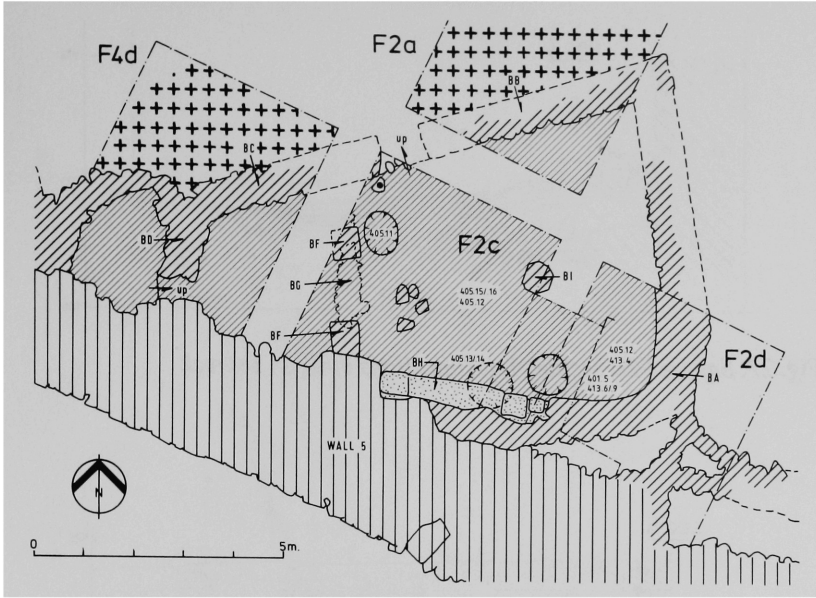 F4d
F2a
BB
BC
up
405.11
BF
BD
F2c
BG
BI
up
405.15/16
405.12
BF
BH
405.13/14
405.12
413.4
F2d
401.5
413.6/9
BA
WALL 5
N
0
5m.